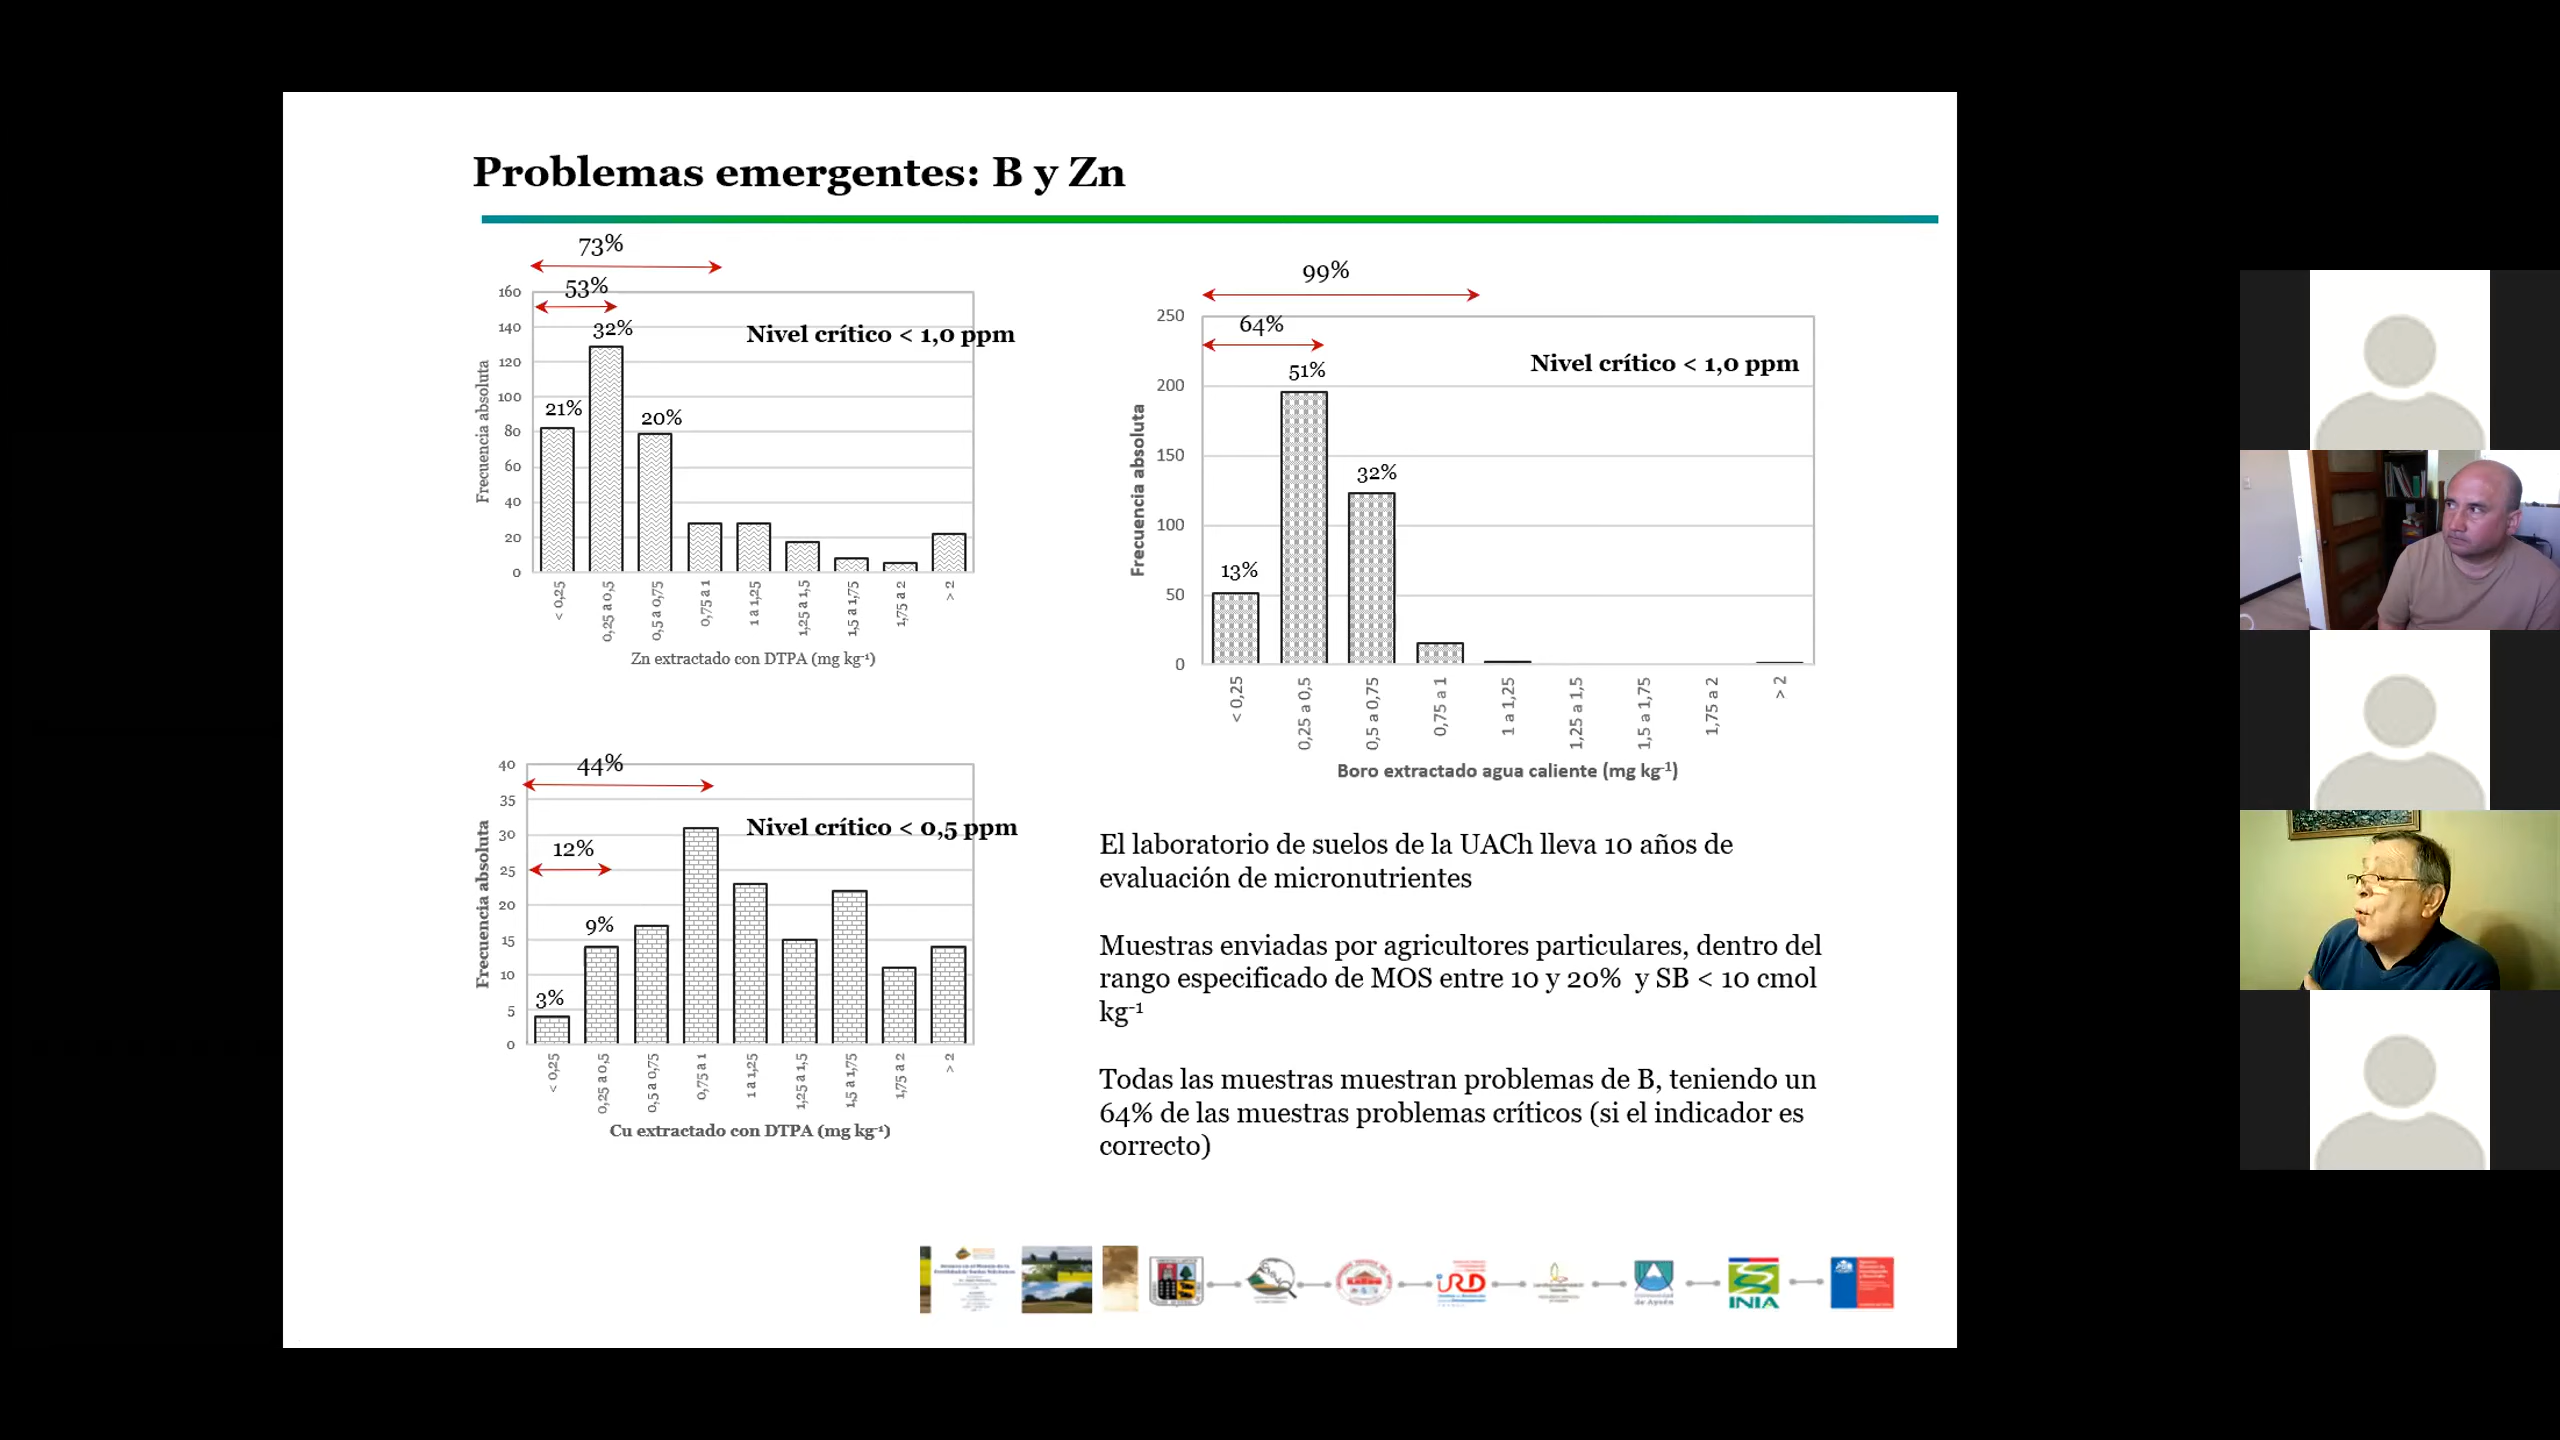 Problemas emergentes: B y Zn
73%
53%
32%
21%
20%
Nivel crítico < 1,0 ppm
Frecuencia absoluta
160
140
120
100
80
60
40
20
0
< 0,25
0,25 a 0,5
0,5 a 0,75
0,75 a 1
1 a 1,25
1,25 a 1,5
1,5 a 1,75
1,75 a 2
> 2
Zn extractado con DTPA (mg kg⁻¹)
99%
64%
51%
32%
13%
Nivel crítico < 1,0 ppm
Frecuencia absoluta
250
200
150
100
50
0
< 0,25
0,25 a 0,5
0,5 a 0,75
0,75 a 1
1 a 1,25
1,25 a 1,5
1,5 a 1,75
1,75 a 2
> 2
Boro extractado agua caliente (mg kg⁻¹)
44%
12%
9%
3%
Nivel crítico < 0,5 ppm
Frecuencia absoluta
40
35
30
25
20
15
10
5
0
< 0,25
0,25 a 0,5
0,5 a 0,75
0,75 a 1
1 a 1,25
1,25 a 1,5
1,5 a 1,75
1,75 a 2
> 2
Cu extractado con DTPA (mg kg⁻¹)
El laboratorio de suelos de la UACh lleva 10 años de
evaluación de micronutrientes
Muestras enviadas por agricultores particulares, dentro del
rango especificado de MOS entre 10 y 20% y SB < 10 cmol
kg⁻¹
Todas las muestras muestran problemas de B, teniendo un
64% de las muestras problemas críticos (si el indicador es
correcto)
iRD
Universidad
de Aysén
INIA